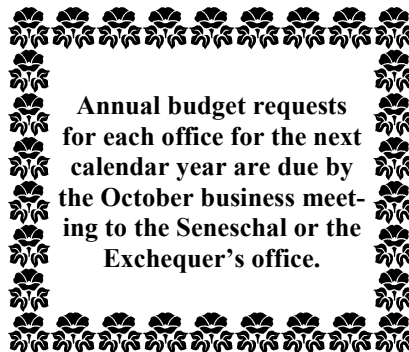 Annual budget requests
for each office for the next
calendar year are due by
the October business meet-
ing to the Seneschal or the
Exchequer’s office.